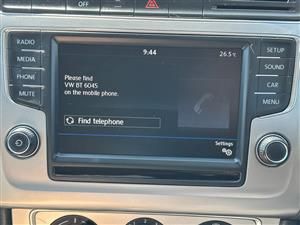 RADIO
MEDIA
PHONE
MUTE
9:44
26.5°C
Please find
VW BT 6045
on the mobile phone.
Find telephone
Settings
SETUP
SOUND
CAR
MENU